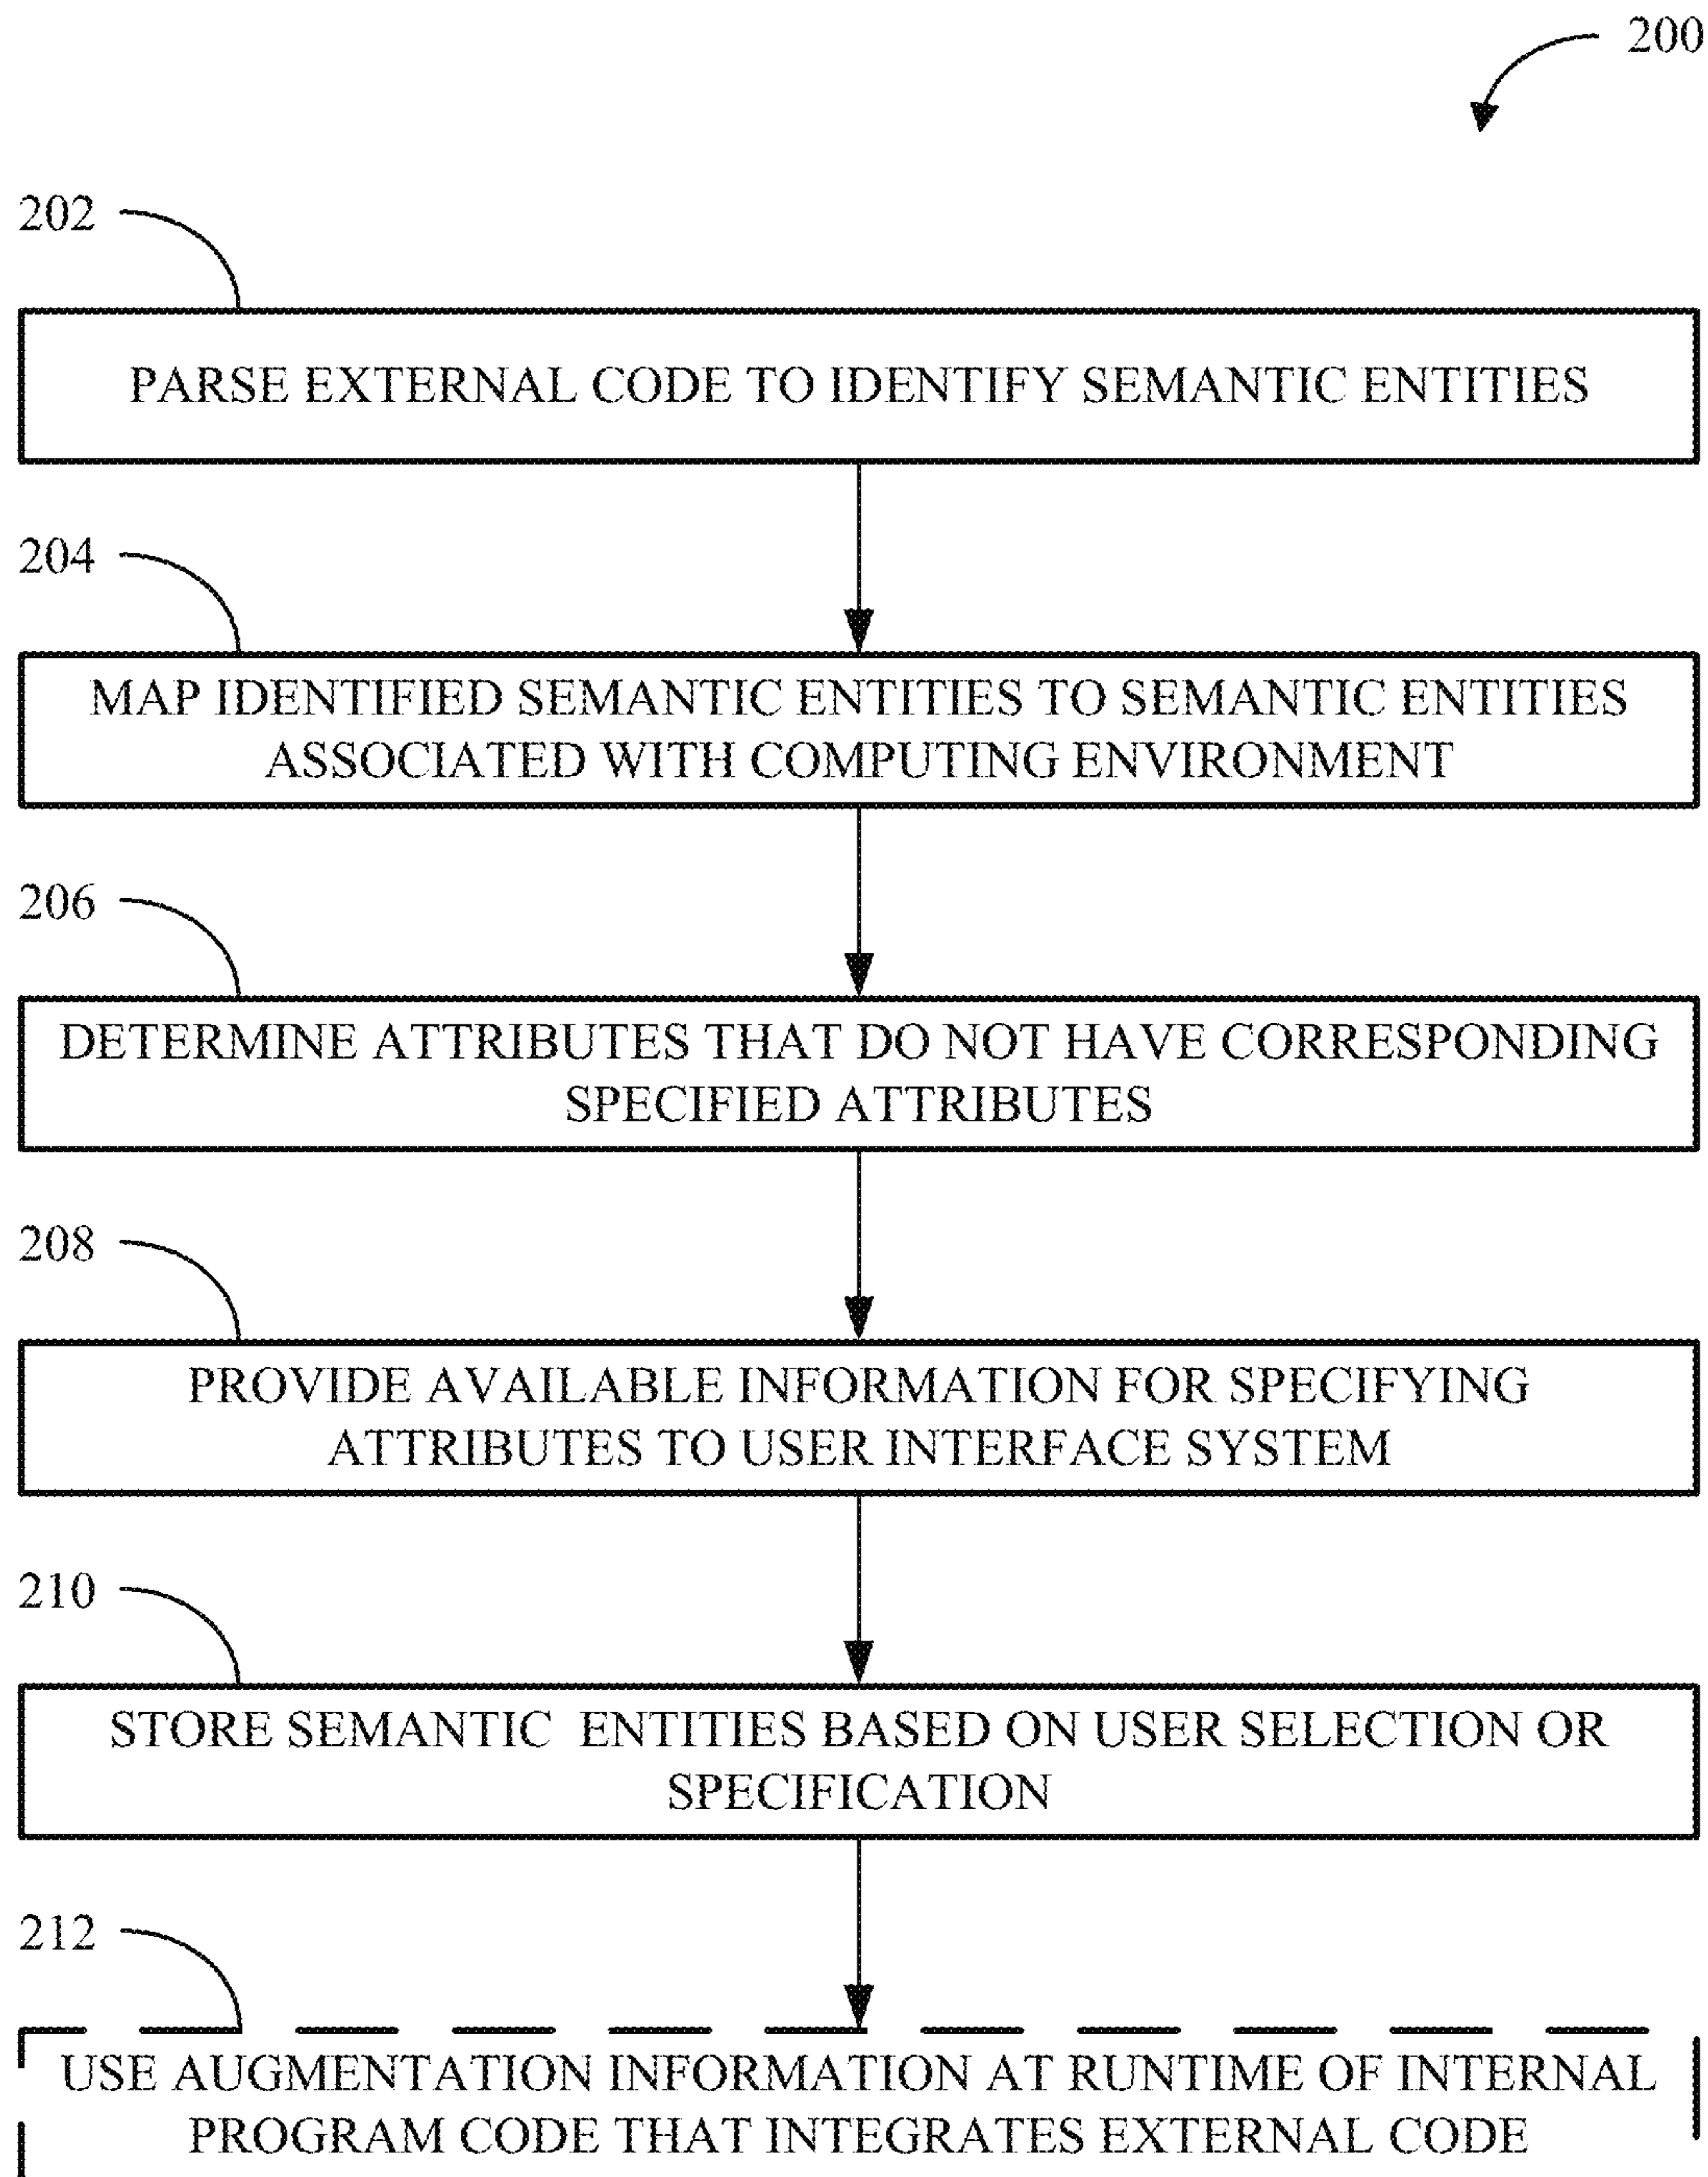 200
202
PARSE EXTERNAL CODE TO IDENTIFY SEMANTIC ENTITIES
204
MAP IDENTIFIED SEMANTIC ENTITIES TO SEMANTIC ENTITIES
ASSOCIATED WITH COMPUTING ENVIRONMENT
206
DETERMINE ATTRIBUTES THAT DO NOT HAVE CORRESPONDING
SPECIFIED ATTRIBUTES
208
PROVIDE AVAILABLE INFORMATION FOR SPECIFYING
ATTRIBUTES TO USER INTERFACE SYSTEM
210
STORE SEMANTIC ENTITIES BASED ON USER SELECTION OR
SPECIFICATION
212
USE AUGMENTATION INFORMATION AT RUNTIME OF INTERNAL
PROGRAM CODE THAT INTEGRATES EXTERNAL CODE